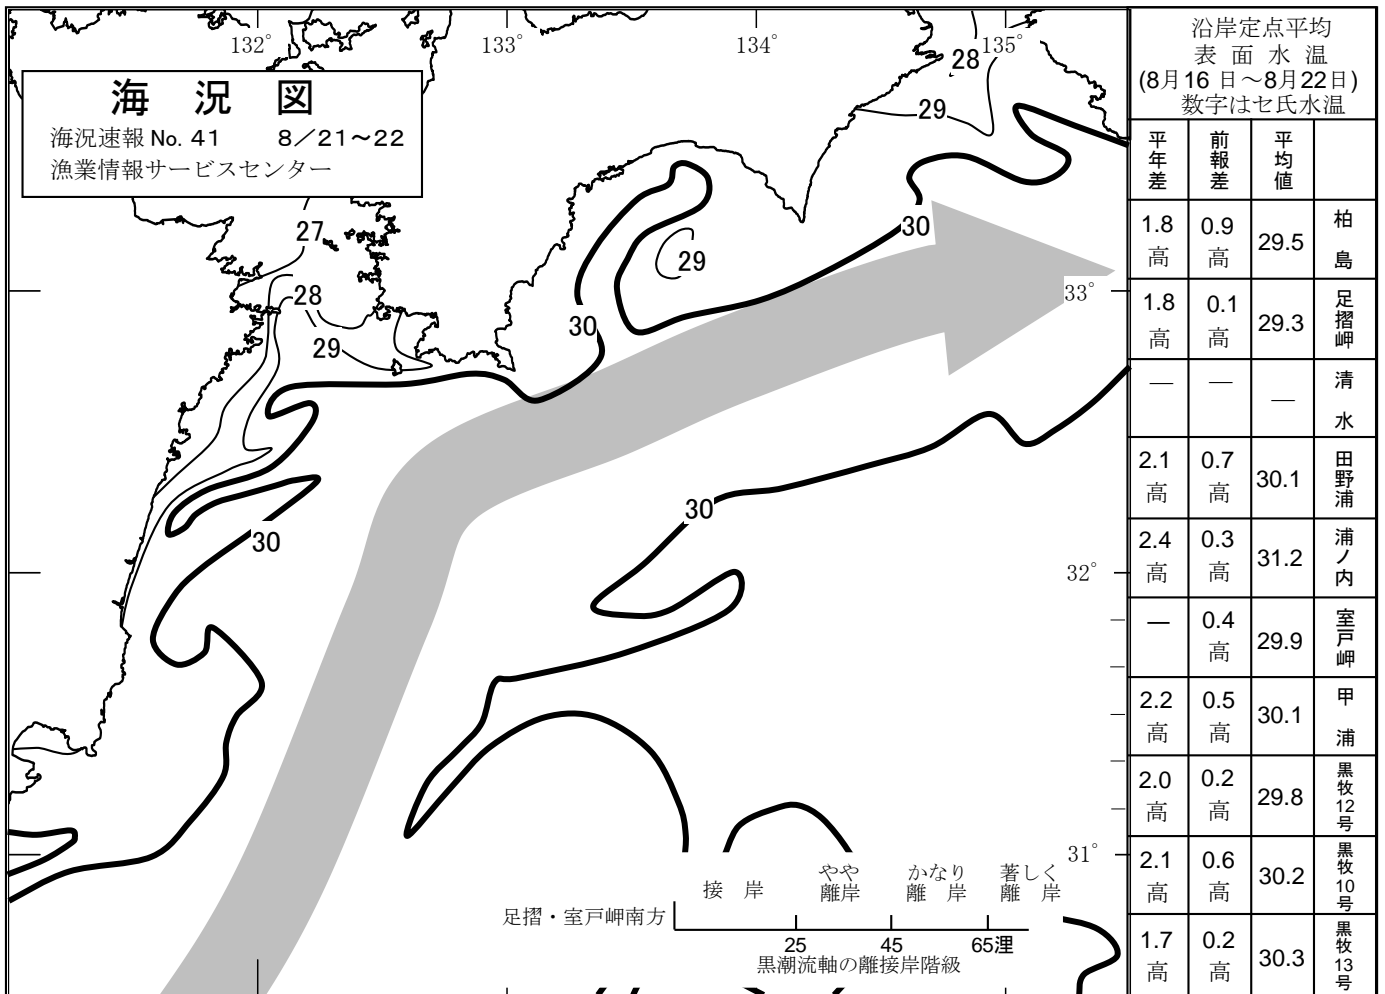 海 況 図
海況速報 No. 41 8／21～22
漁業情報サービスセンター
132°
133°
134°
135°
28
29
27
30
29
33°
28
30
29
30
30
32°
31°
接 岸
やや
離岸
かなり
離 岸
著しく
離 岸
足摺・室戸岬南方
25
45
65浬
黒潮流軸の離接岸階級
沿岸定点平均
表 面 水 温
(8月16 日～8月22日)
数字はセ氏水温
平年差 前報差 平均値
1.8高 0.9高 29.5 柏 島
1.8高 0.1高 29.3 足摺岬
— — — 清 水
2.1高 0.7高 30.1 田野浦
2.4高 0.3高 31.2 浦ノ内
— 0.4高 29.9 室戸岬
2.2高 0.5高 30.1 甲 浦
2.0高 0.2高 29.8 黒牧12号
2.1高 0.6高 30.2 黒牧10号
1.7高 0.2高 30.3 黒牧13号